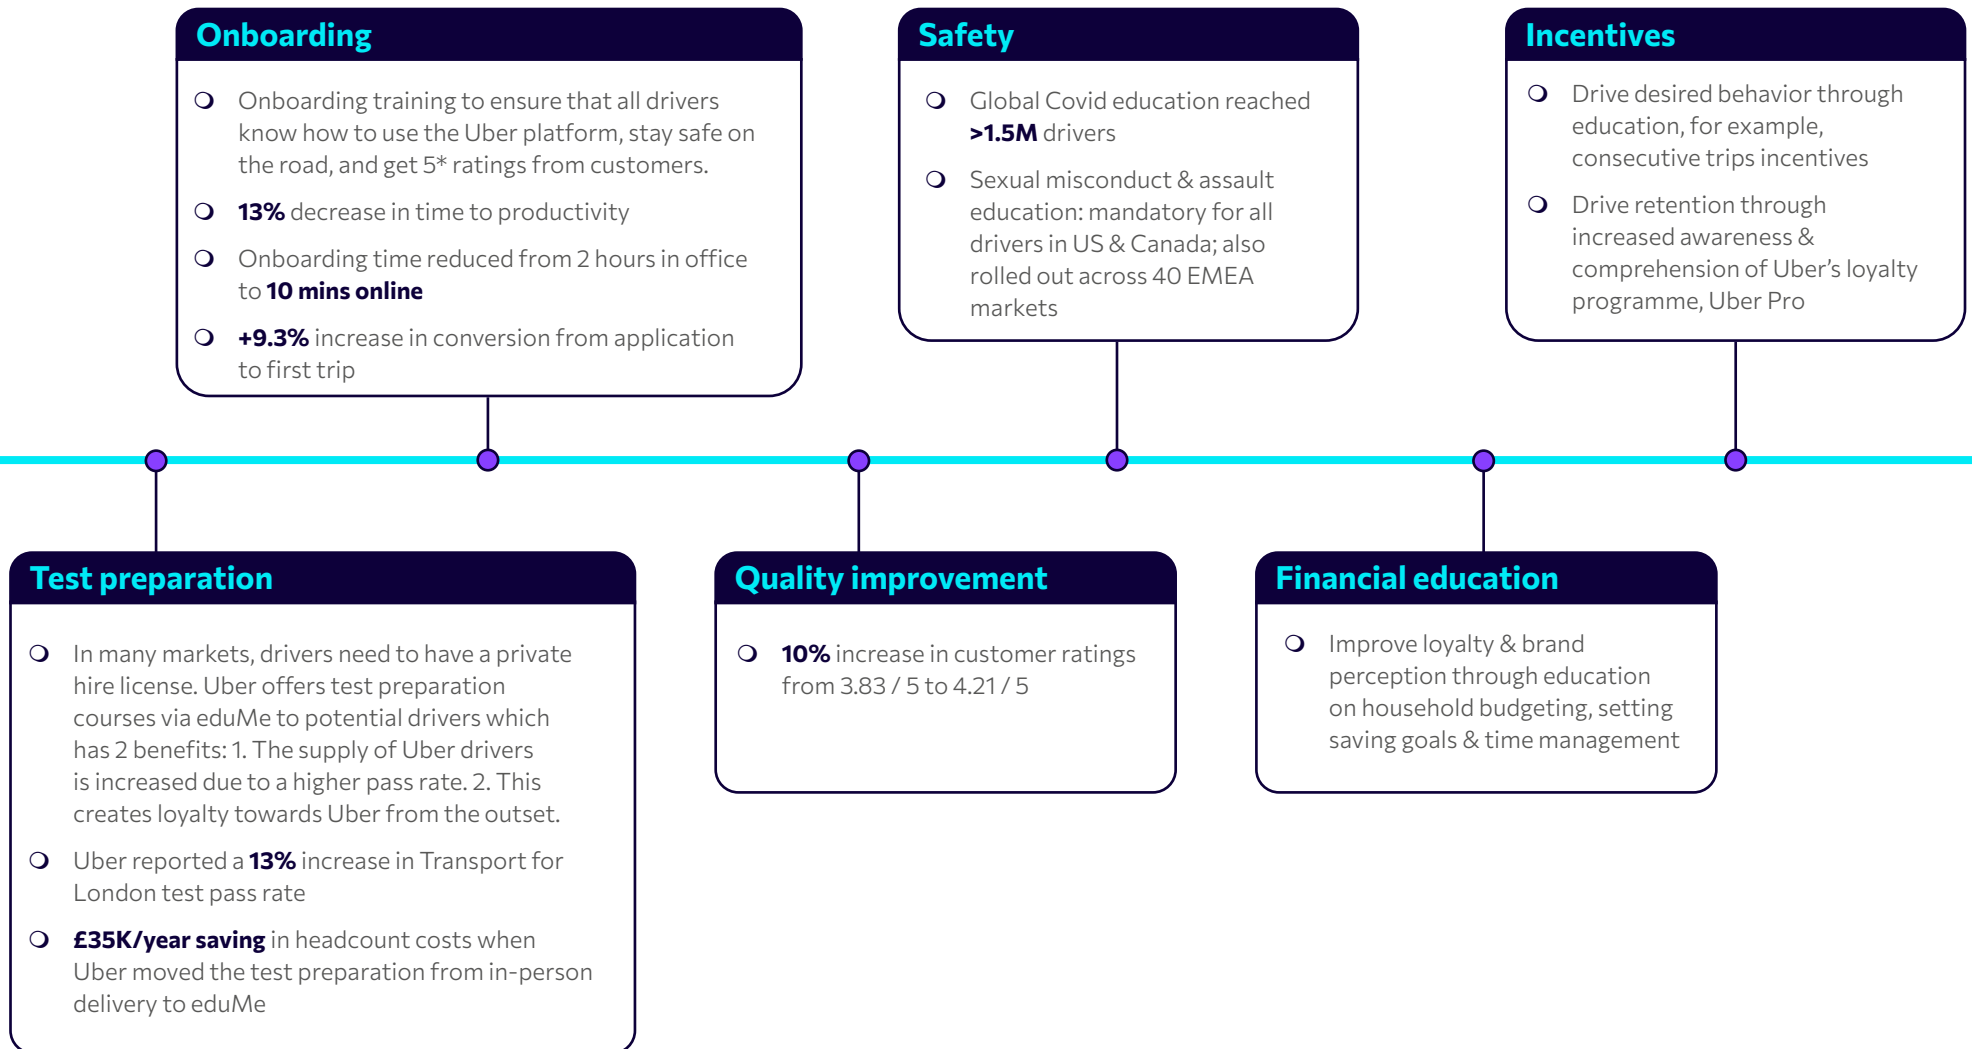 Onboarding
Onboarding training to ensure that all drivers
know how to use the Uber platform, stay safe on
the road, and get 5* ratings from customers.
13% decrease in time to productivity
Onboarding time reduced from 2 hours in office
to 10 mins online
+9.3% increase in conversion from application
to first trip
Safety
Global Covid education reached
>1.5M drivers
Sexual misconduct & assault
education: mandatory for all
drivers in US & Canada; also
rolled out across 40 EMEA
markets
Incentives
Drive desired behavior through
education, for example,
consecutive trips incentives
Drive retention through
increased awareness &
comprehension of Uber’s loyalty
programme, Uber Pro
Test preparation
In many markets, drivers need to have a private
hire license. Uber offers test preparation
courses via eduMe to potential drivers which
has 2 benefits: 1. The supply of Uber drivers
is increased due to a higher pass rate. 2. This
creates loyalty towards Uber from the outset.
Uber reported a 13% increase in Transport for
London test pass rate
£35K/year saving in headcount costs when
Uber moved the test preparation from in-person
delivery to eduMe
Quality improvement
10% increase in customer ratings
from 3.83 / 5 to 4.21 / 5
Financial education
Improve loyalty & brand
perception through education
on household budgeting, setting
saving goals & time management